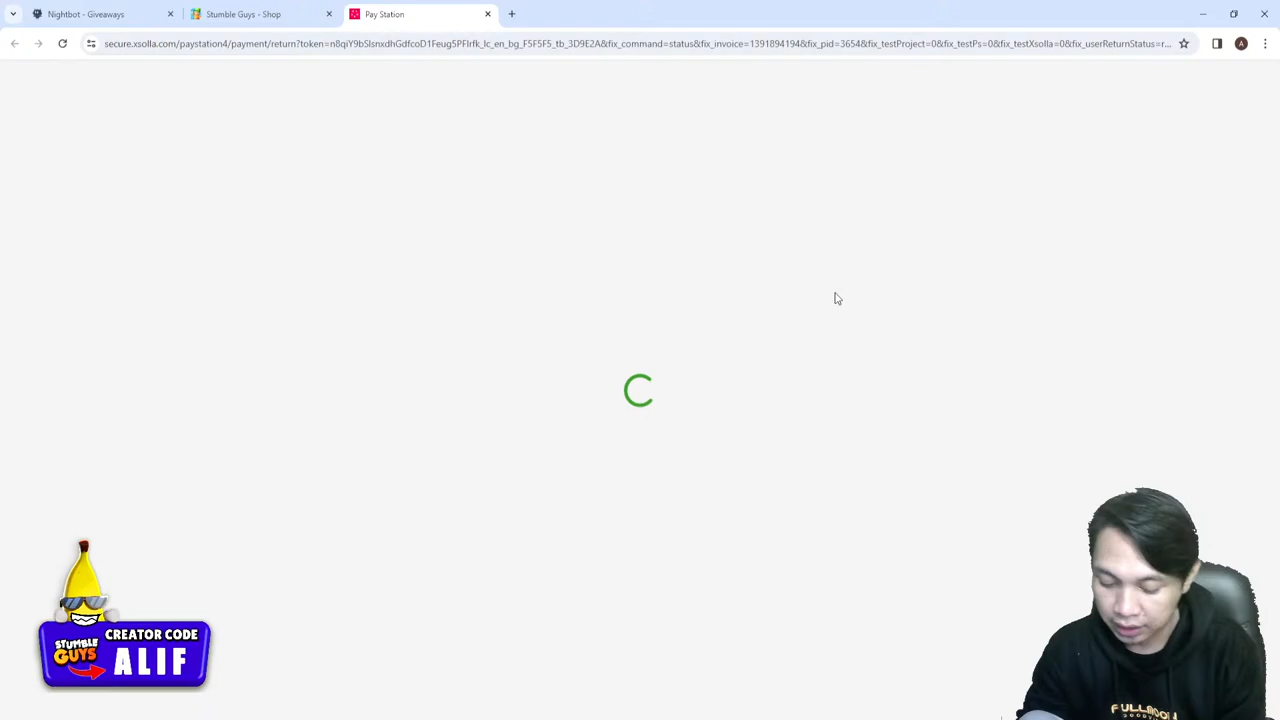 Nightbot - Giveaways
Stumble Guys - Shop
Pay Station
secure.xsolla.com/paystation4/payment/return?token=n8qiY9bSlsnxdhGdfcoD1Feug5PFlrfk_lc_en_bg_F5F5F5_tb_3D9E2A&fix_command=status&fix_invoice=1391894194&fix_pid=3654&fix_testProject=0&fix_testPs=0&fix_testXsolla=0&fix_userReturnStatus=r...
A
CREATOR CODE
STUMBLE
GUYS
ALIF
FULLMOON